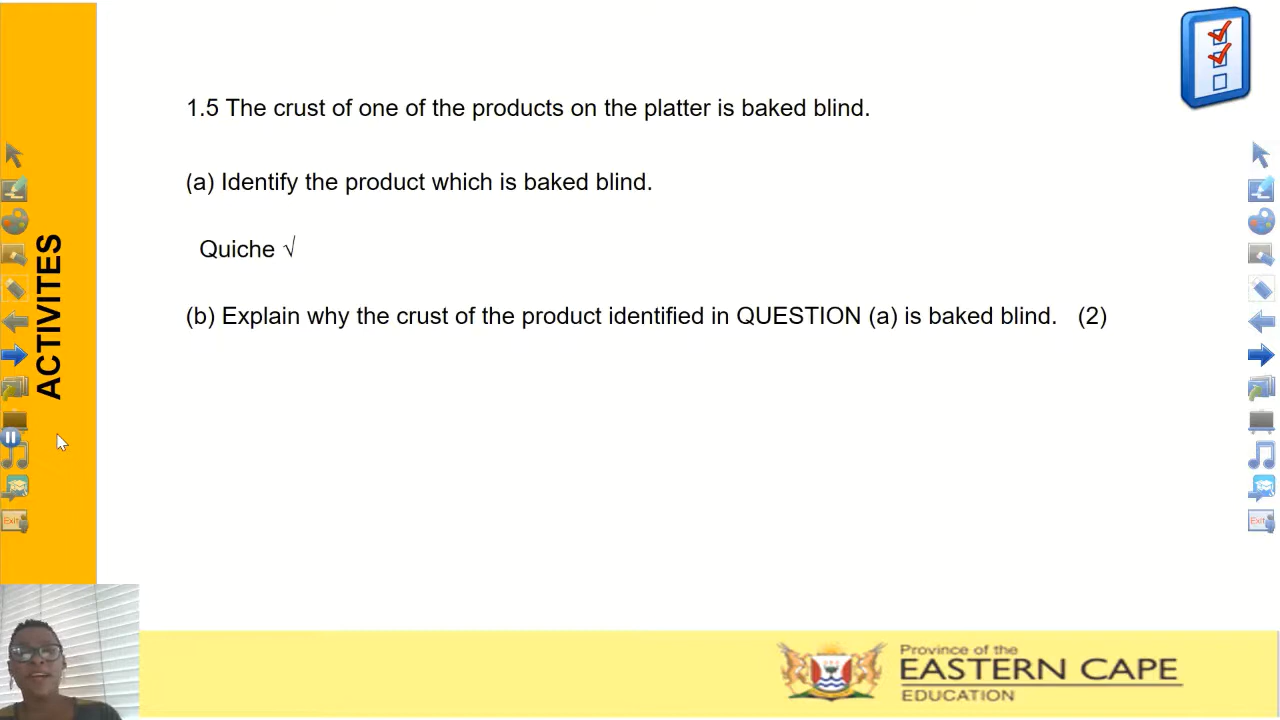 1.5 The crust of one of the products on the platter is baked blind.
(a) Identify the product which is baked blind.
Quiche √
(b) Explain why the crust of the product identified in QUESTION (a) is baked blind. (2)
ACTIVITES
Exit
Exit
Province of the
EASTERN CAPE
EDUCATION